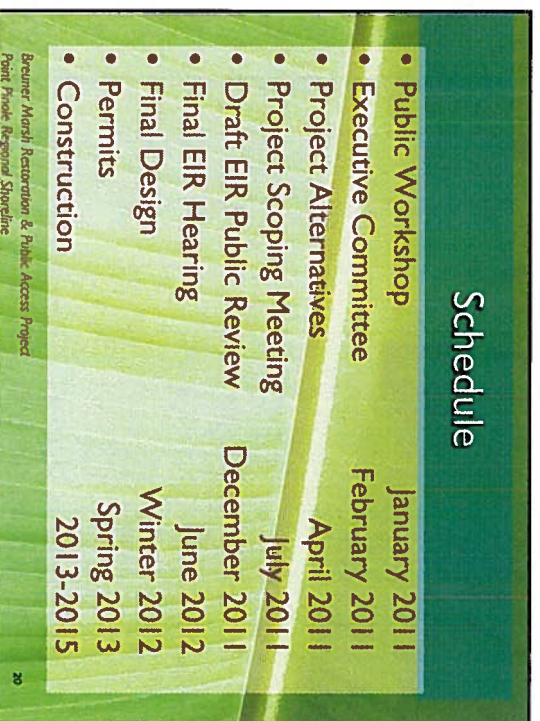 Schedule
• Public Workshop January 2011
• Executive Committee February 2011
• Project Alternatives April 2011
• Project Scoping Meeting July 2011
• Draft EIR Public Review December 2011
• Final EIR Hearing June 2012
• Final Design Winter 2012
• Permits Spring 2013
• Construction 2013-2015
Breuner Marsh Restoration & Public Access Project
Point Pinole Regional Shoreline
20